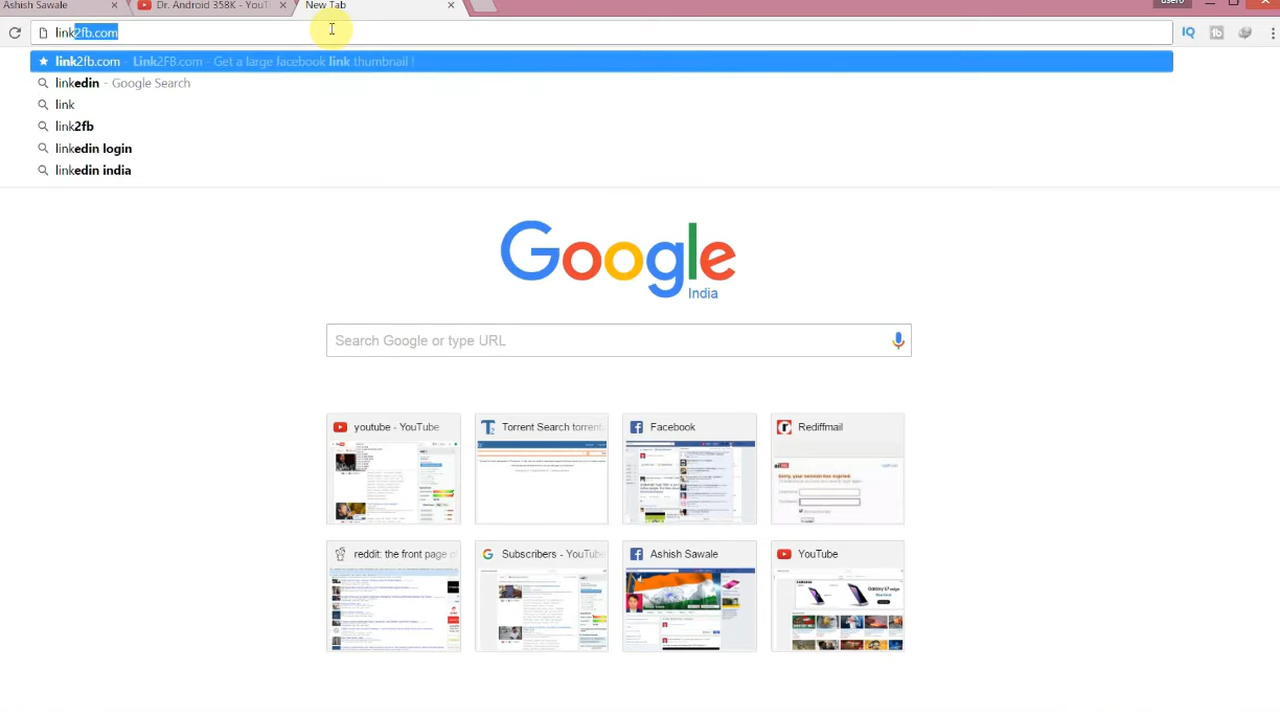 Ashish Sawale
Dr. Android 358K - YouT
New Tab
user0
link2fb.com
link2fb.com - Link2FB.com - Get a large facebook link thumbnail !
linkedin - Google Search
link
link2fb
linkedin login
linkedin india
Google
India
Search Google or type URL
youtube - YouTube
Torrent Search torrent
Facebook
Rediffmail
reddit: the front page o
Subscribers - YouTube
Ashish Sawale
YouTube